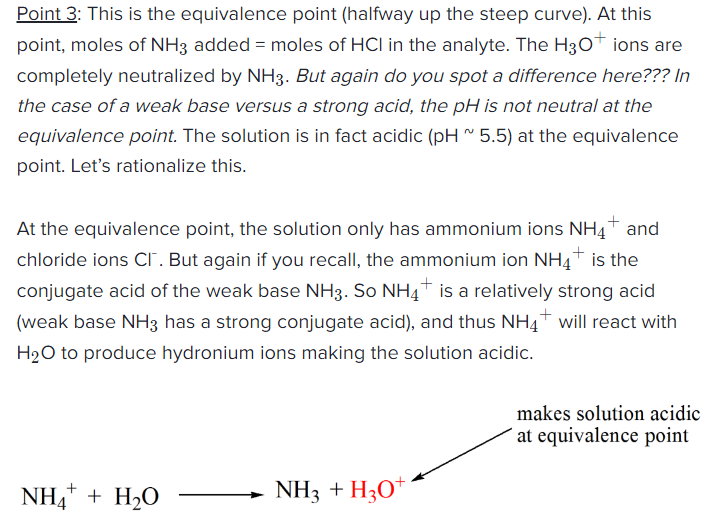 Point 3: This is the equivalence point (halfway up the steep curve). At this
point, moles of NH3 added = moles of HCl in the analyte. The H3O⁺ ions are
completely neutralized by NH3. But again do you spot a difference here??? In
the case of a weak base versus a strong acid, the pH is not neutral at the
equivalence point. The solution is in fact acidic (pH ~ 5.5) at the equivalence
point. Let’s rationalize this.
At the equivalence point, the solution only has ammonium ions NH4⁺ and
chloride ions Cl⁻. But again if you recall, the ammonium ion NH4⁺ is the
conjugate acid of the weak base NH3. So NH4⁺ is a relatively strong acid
(weak base NH3 has a strong conjugate acid), and thus NH4⁺ will react with
H2O to produce hydronium ions making the solution acidic.
makes solution acidic
at equivalence point
NH4⁺ + H2O → NH3 + H3O⁺